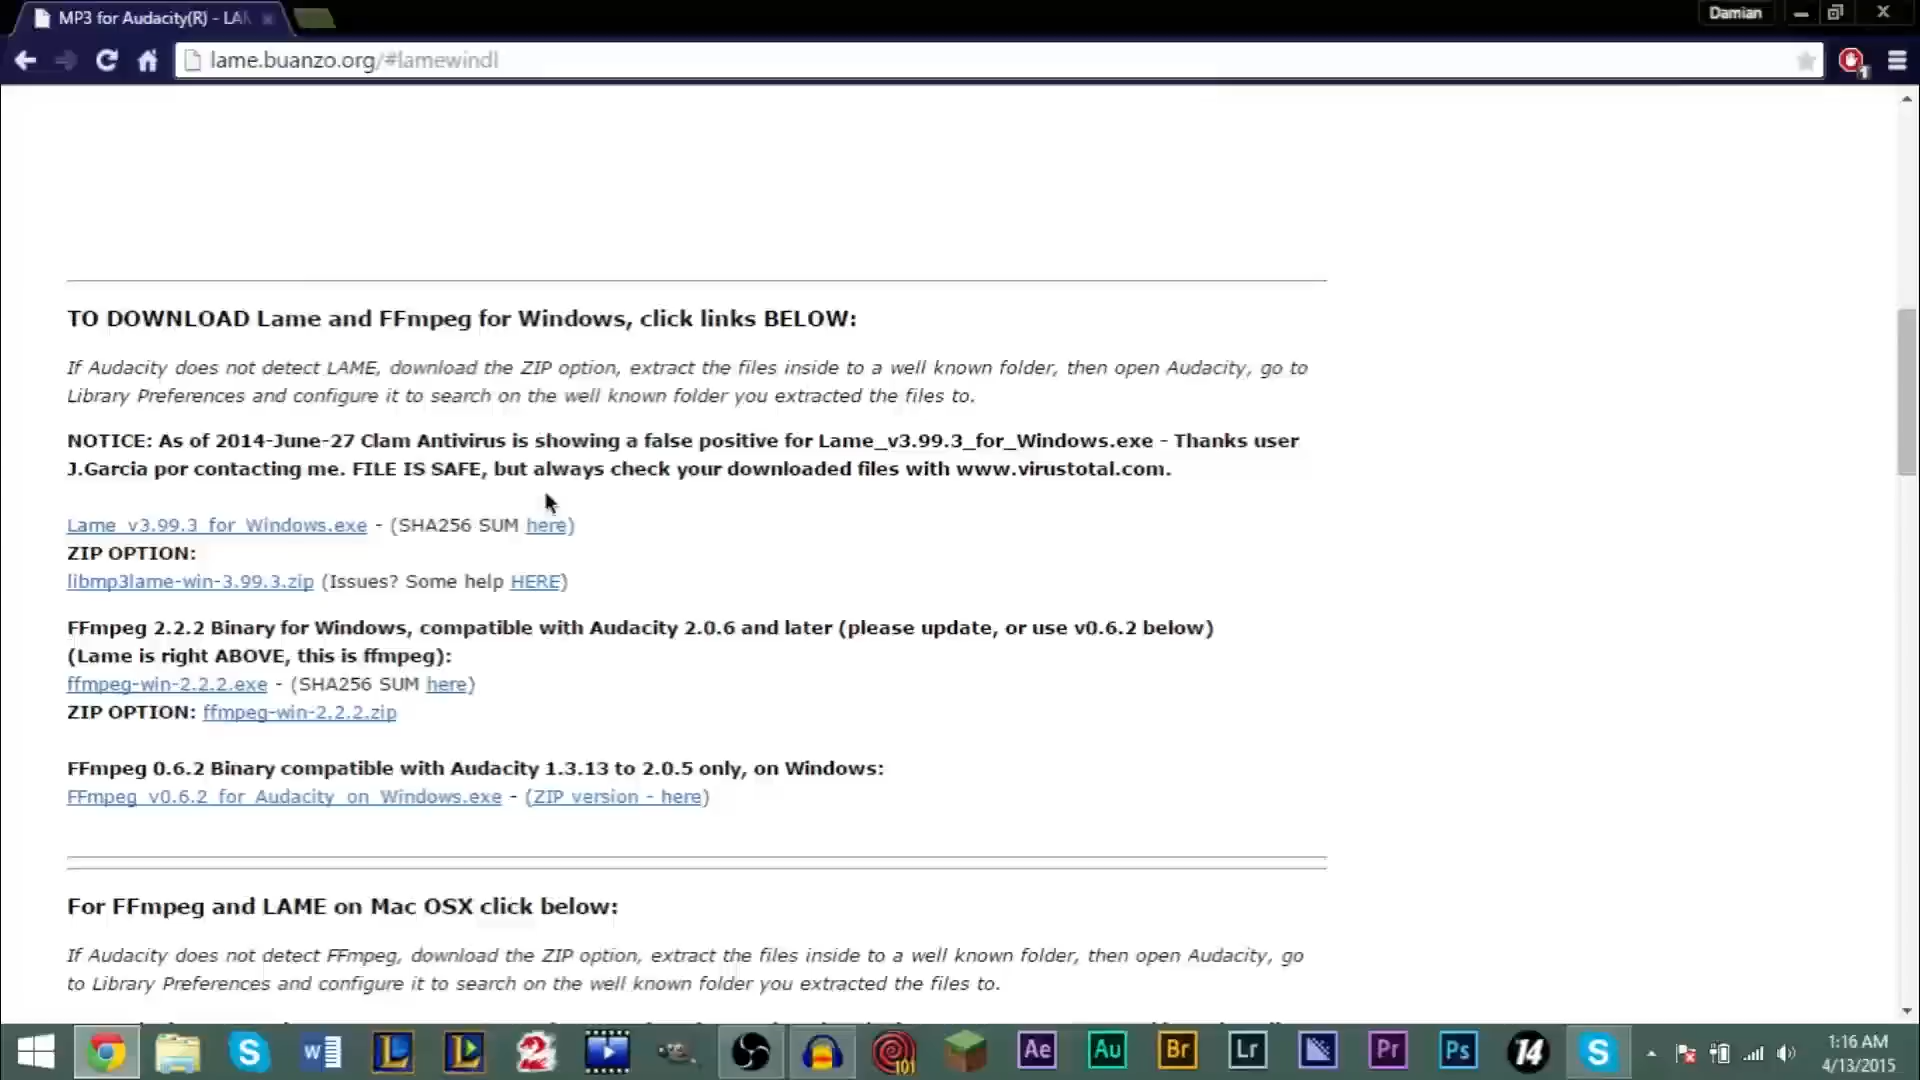 MP3 for Audacity(R) - LAM
Damian
lame.buanzo.org/#lamewindl
1
TO DOWNLOAD Lame and FFmpeg for Windows, click links BELOW:
If Audacity does not detect LAME, download the ZIP option, extract the files inside to a well known folder, then open Audacity, go to
Library Preferences and configure it to search on the well known folder you extracted the files to.
NOTICE: As of 2014-June-27 Clam Antivirus is showing a false positive for Lame_v3.99.3_for_Windows.exe - Thanks user
J.Garcia por contacting me. FILE IS SAFE, but always check your downloaded files with www.virustotal.com.
Lame_v3.99.3_for_Windows.exe - (SHA256 SUM here)
ZIP OPTION:
libmp3lame-win-3.99.3.zip (Issues? Some help HERE)
FFmpeg 2.2.2 Binary for Windows, compatible with Audacity 2.0.6 and later (please update, or use v0.6.2 below)
(Lame is right ABOVE, this is ffmpeg):
ffmpeg-win-2.2.2.exe - (SHA256 SUM here)
ZIP OPTION: ffmpeg-win-2.2.2.zip
FFmpeg 0.6.2 Binary compatible with Audacity 1.3.13 to 2.0.5 only, on Windows:
FFmpeg_v0.6.2_for_Audacity_on_Windows.exe - (ZIP version - here)
For FFmpeg and LAME on Mac OSX click below:
If Audacity does not detect FFmpeg, download the ZIP option, extract the files inside to a well known folder, then open Audacity, go
to Library Preferences and configure it to search on the well known folder you extracted the files to.
S W L L 2 101 Ae Au Br Lr Pr Ps 14 S
1:16 AM
4/13/2015